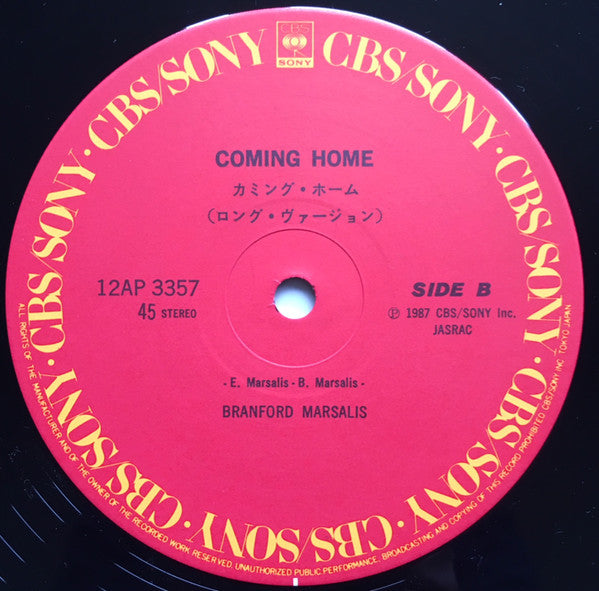 CBS
SONY
CBS/SONY · CBS/SONY · CBS/SONY · CBS/SONY · CBS/SONY · CBS/SONY · CBS/SONY · CBS/SONY
COMING HOME
カミング・ホーム
(ロング・ヴァージョン)
12AP 3357
45 STEREO
SIDE B
Ⓟ 1987 CBS/SONY Inc.
JASRAC
- E. Marsalis - B. Marsalis -
BRANFORD MARSALIS
ALL RIGHTS OF THE MANUFACTURER AND OF THE OWNER OF THE RECORDED WORK RESERVED. UNAUTHORIZED PUBLIC PERFORMANCE, BROADCASTING AND COPYING OF THIS RECORD PROHIBITED CBS/SONY INC. TOKYO JAPAN